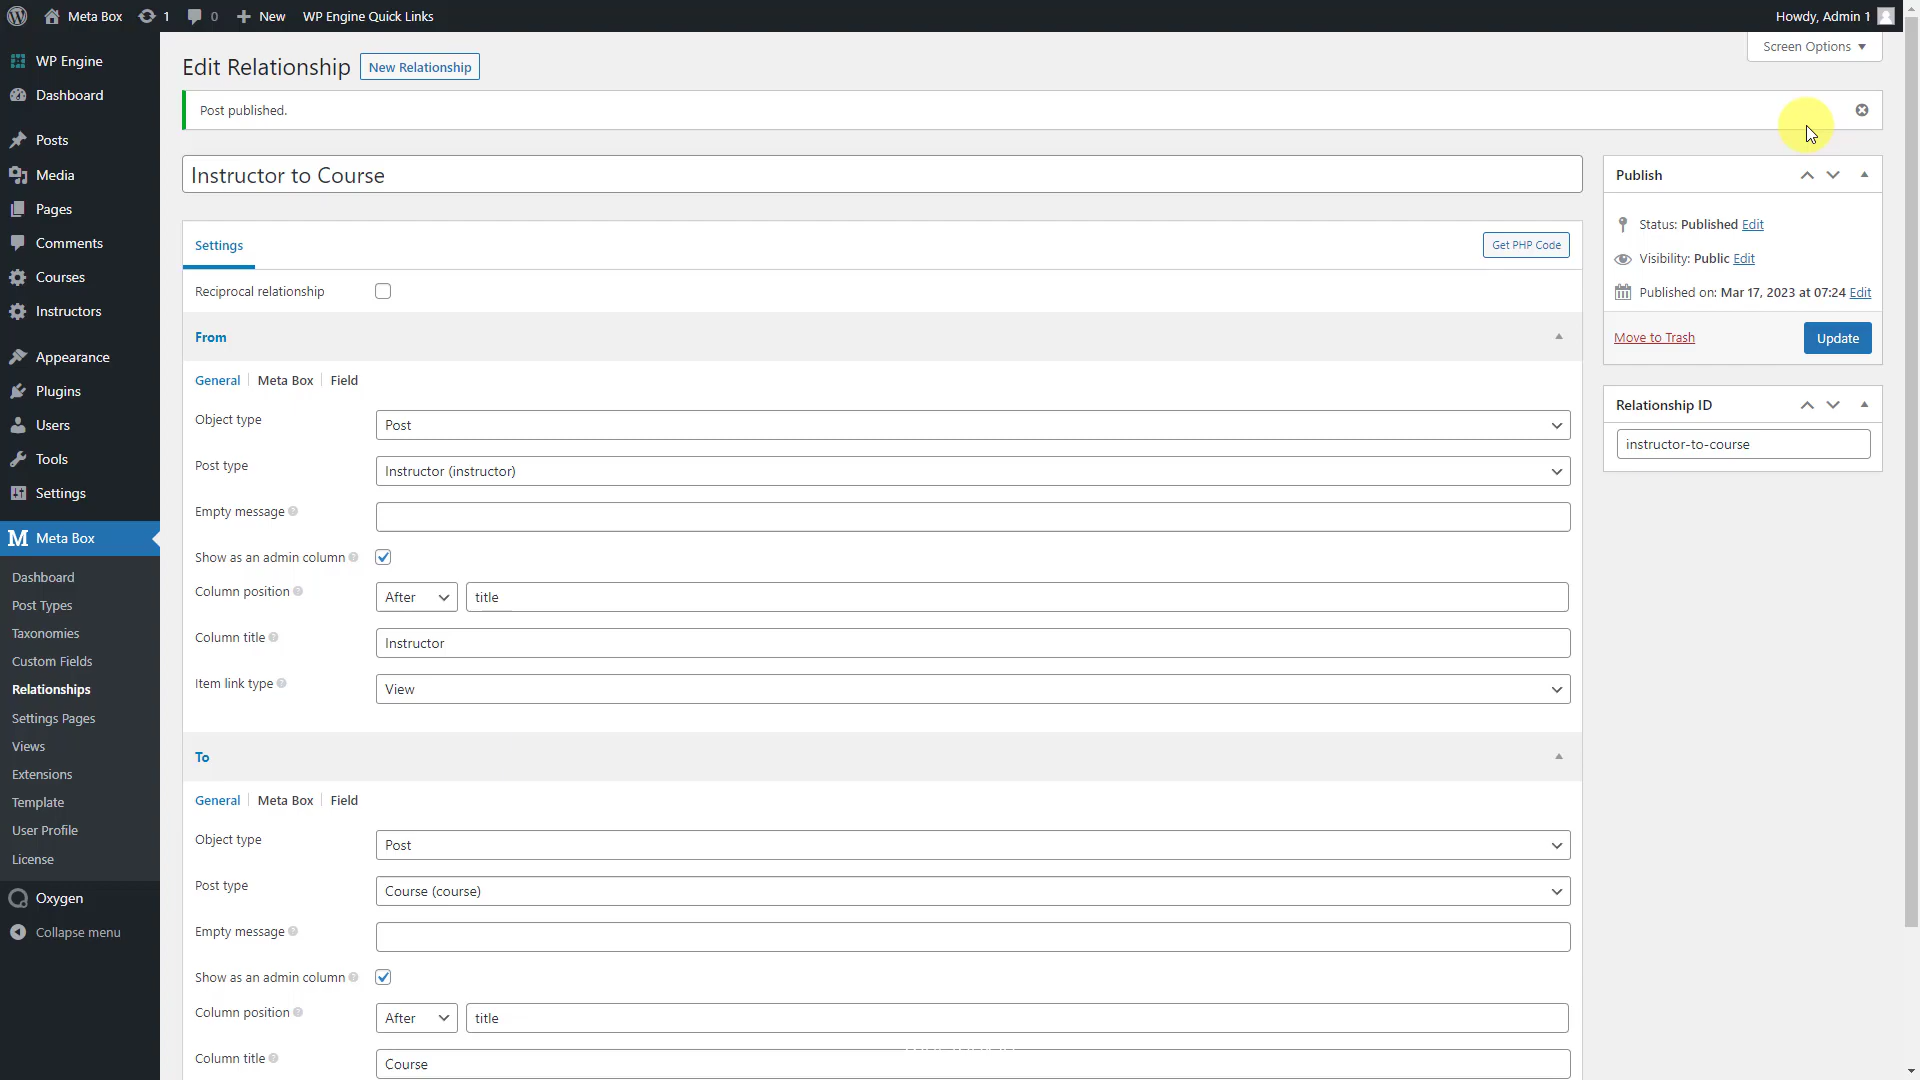 Meta Box
1
0
New
WP Engine Quick Links
Howdy, Admin 1
Screen Options
WP Engine
Dashboard
Posts
Media
Pages
Comments
Courses
Instructors
Appearance
Plugins
Users
Tools
Settings
M Meta Box
Dashboard
Post Types
Taxonomies
Custom Fields
Relationships
Settings Pages
Views
Extensions
Template
User Profile
License
Oxygen
Collapse menu
Edit Relationship
New Relationship
Post published.
Instructor to Course
Settings
Get PHP Code
Reciprocal relationship
From
General Meta Box Field
Object type
Post
Post type
Instructor (instructor)
Empty message
Show as an admin column
Column position
After
title
Column title
Instructor
Item link type
View
To
General Meta Box Field
Object type
Post
Post type
Course (course)
Empty message
Show as an admin column
Column position
After
title
Column title
Course
Publish
Status: Published Edit
Visibility: Public Edit
Published on: Mar 17, 2023 at 07:24 Edit
Move to Trash
Update
Relationship ID
instructor-to-course